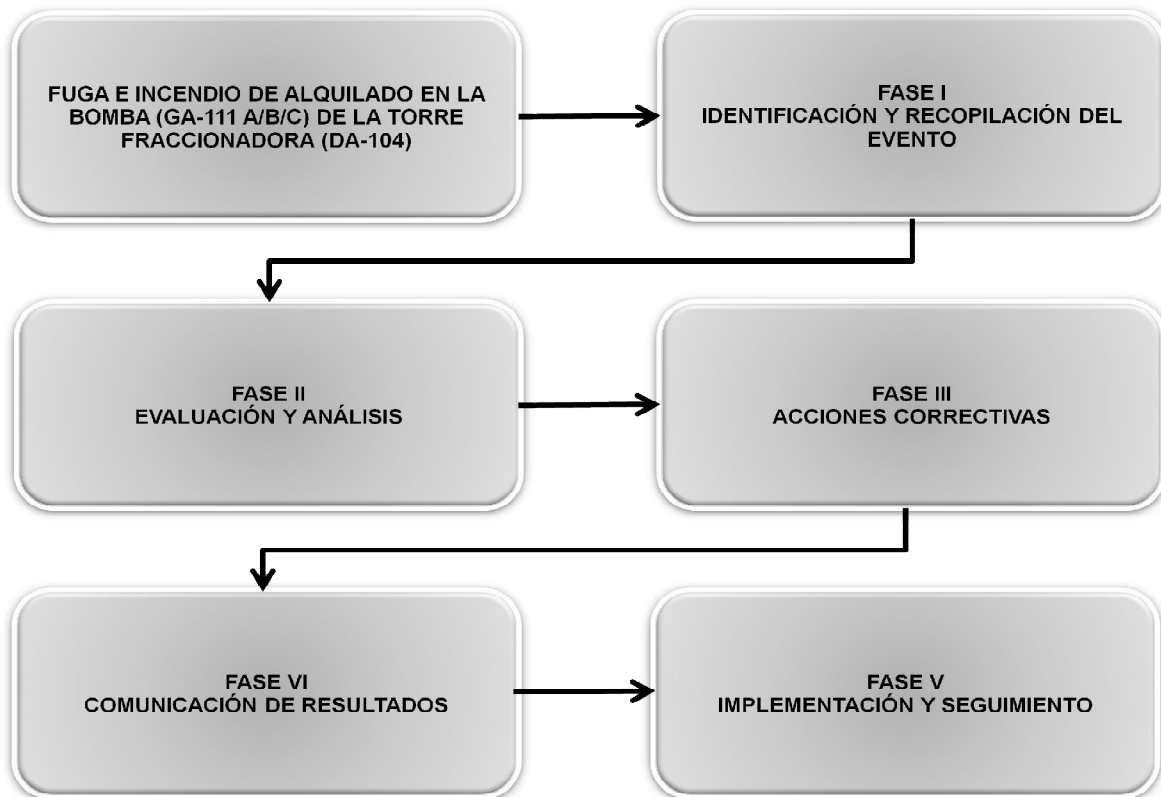 FUGA E INCENDIO DE ALQUILADO EN LA
BOMBA (GA-111 A/B/C) DE LA TORRE
FRACCIONADORA (DA-104)
FASE I
IDENTIFICACIÓN Y RECOPILACIÓN DEL
EVENTO
FASE II
EVALUACIÓN Y ANÁLISIS
FASE III
ACCIONES CORRECTIVAS
FASE VI
COMUNICACIÓN DE RESULTADOS
FASE V
IMPLEMENTACIÓN Y SEGUIMIENTO